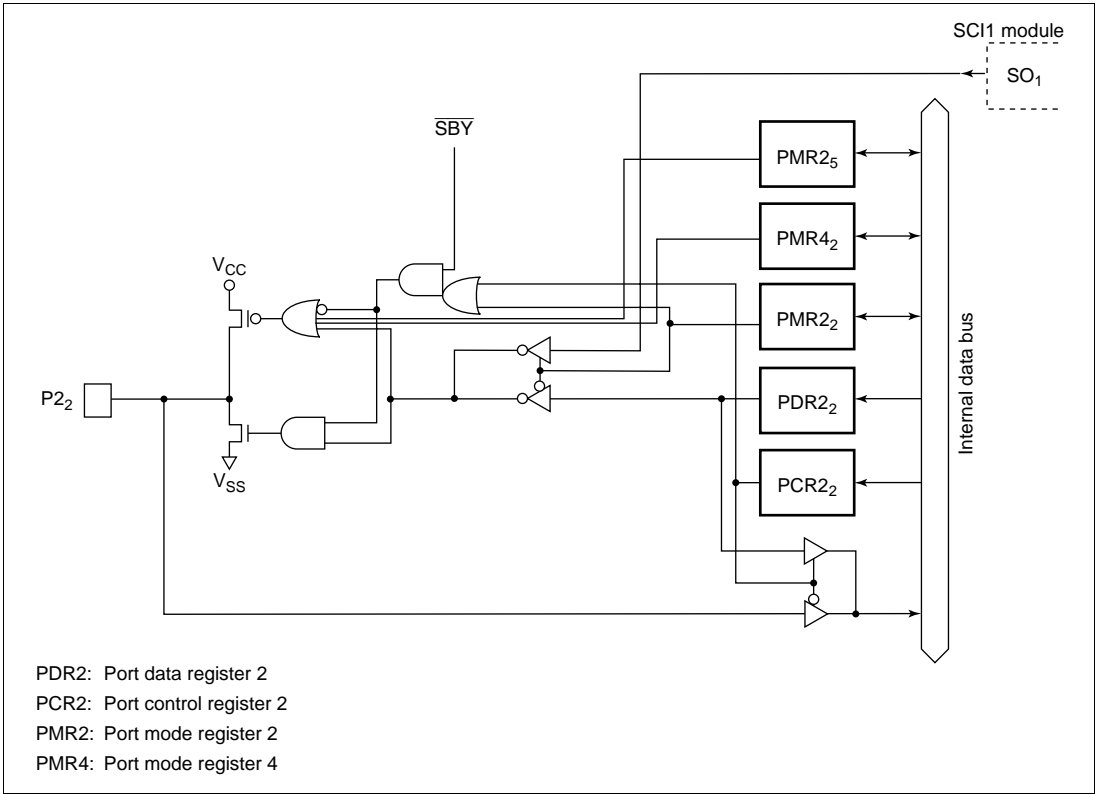 SCI1 module
SO1
SBY
PMR25
PMR42
VCC
PMR22
P22
PDR22
Internal data bus
VSS
PCR22
PDR2: Port data register 2
PCR2: Port control register 2
PMR2: Port mode register 2
PMR4: Port mode register 4